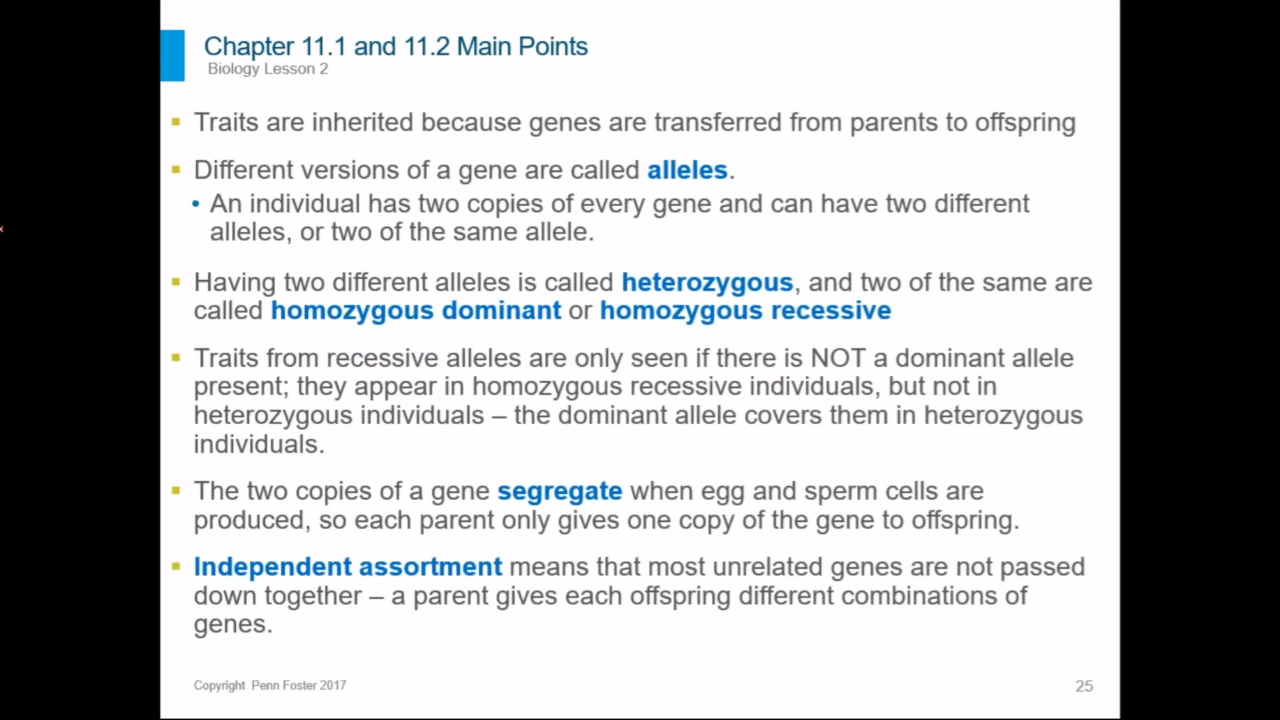 Chapter 11.1 and 11.2 Main Points
Biology Lesson 2
Traits are inherited because genes are transferred from parents to offspring
Different versions of a gene are called alleles.
An individual has two copies of every gene and can have two different
alleles, or two of the same allele.
Having two different alleles is called heterozygous, and two of the same are
called homozygous dominant or homozygous recessive
Traits from recessive alleles are only seen if there is NOT a dominant allele
present; they appear in homozygous recessive individuals, but not in
heterozygous individuals – the dominant allele covers them in heterozygous
individuals.
The two copies of a gene segregate when egg and sperm cells are
produced, so each parent only gives one copy of the gene to offspring.
Independent assortment means that most unrelated genes are not passed
down together – a parent gives each offspring different combinations of
genes.
Copyright Penn Foster 2017
25